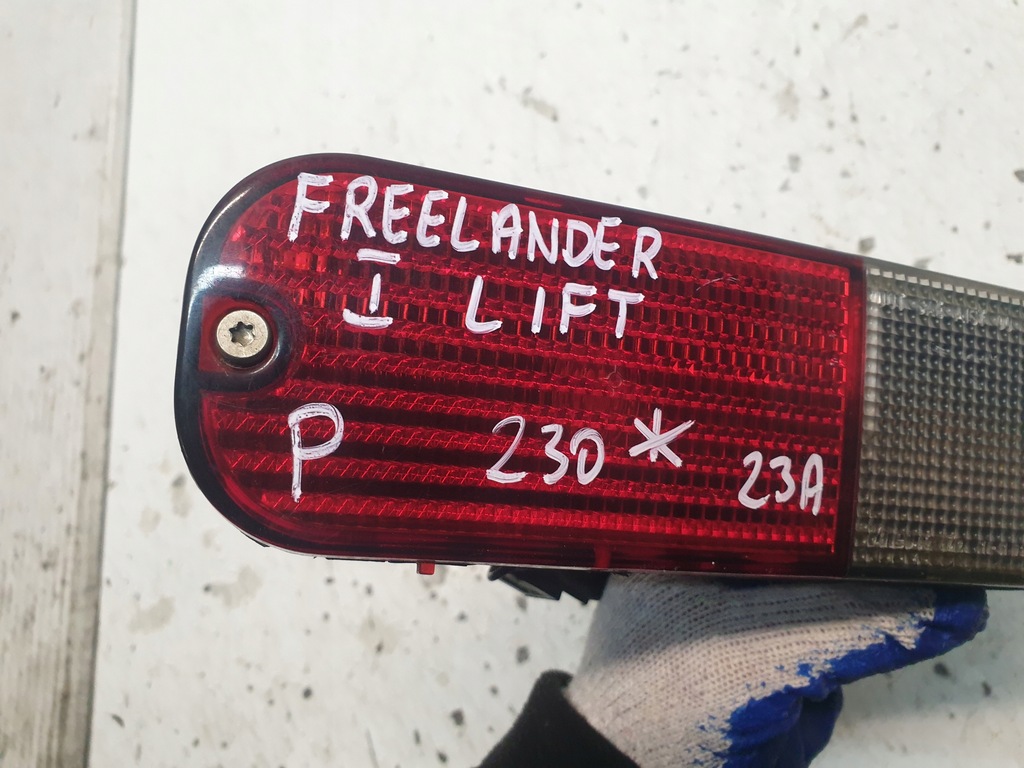 FREELANDER
I LIFT
P 230 * 23A